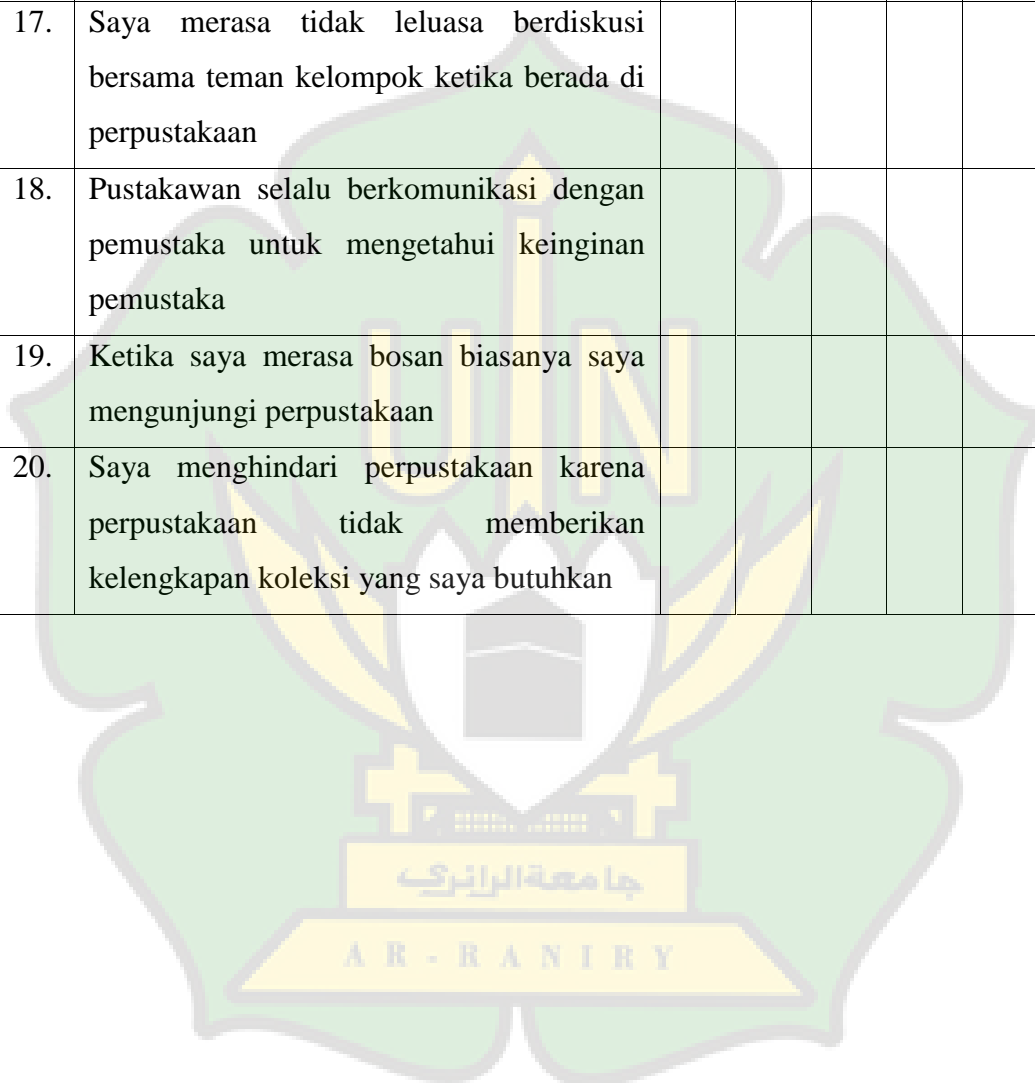 17. Saya merasa tidak leluasa berdiskusi
bersama teman kelompok ketika berada di
perpustakaan
18. Pustakawan selalu berkomunikasi dengan
pemustaka untuk mengetahui keinginan
pemustaka
19. Ketika saya merasa bosan biasanya saya
mengunjungi perpustakaan
20. Saya menghindari perpustakaan karena
perpustakaan tidak memberikan
kelengkapan koleksi yang saya butuhkan
UIN
جامعةالرانري
AR-RANIRY